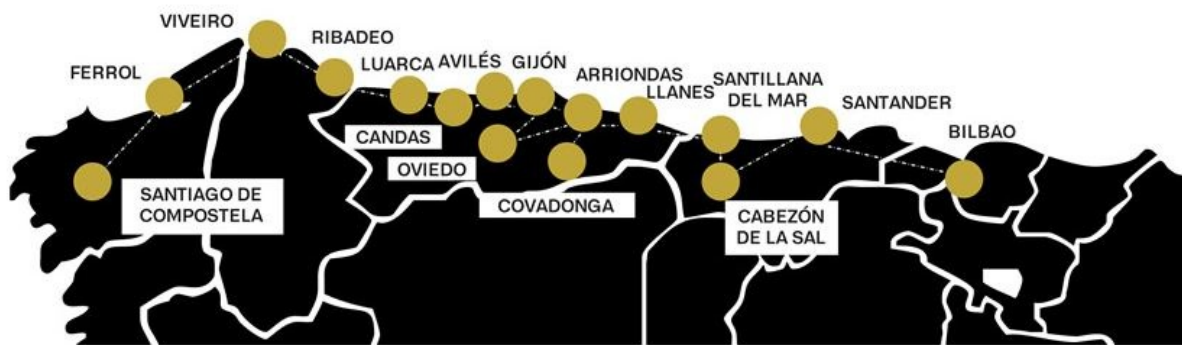 VIVEIRO
RIBADEO
FERROL
LUARCA
AVILÉS
GIJÓN
ARRIONDAS
LLANES
SANTILLANA
DEL MAR
SANTANDER
BILBAO
CANDAS
OVIEDO
SANTIAGO DE
COMPOSTELA
COVADONGA
CABEZÓN
DE LA SAL